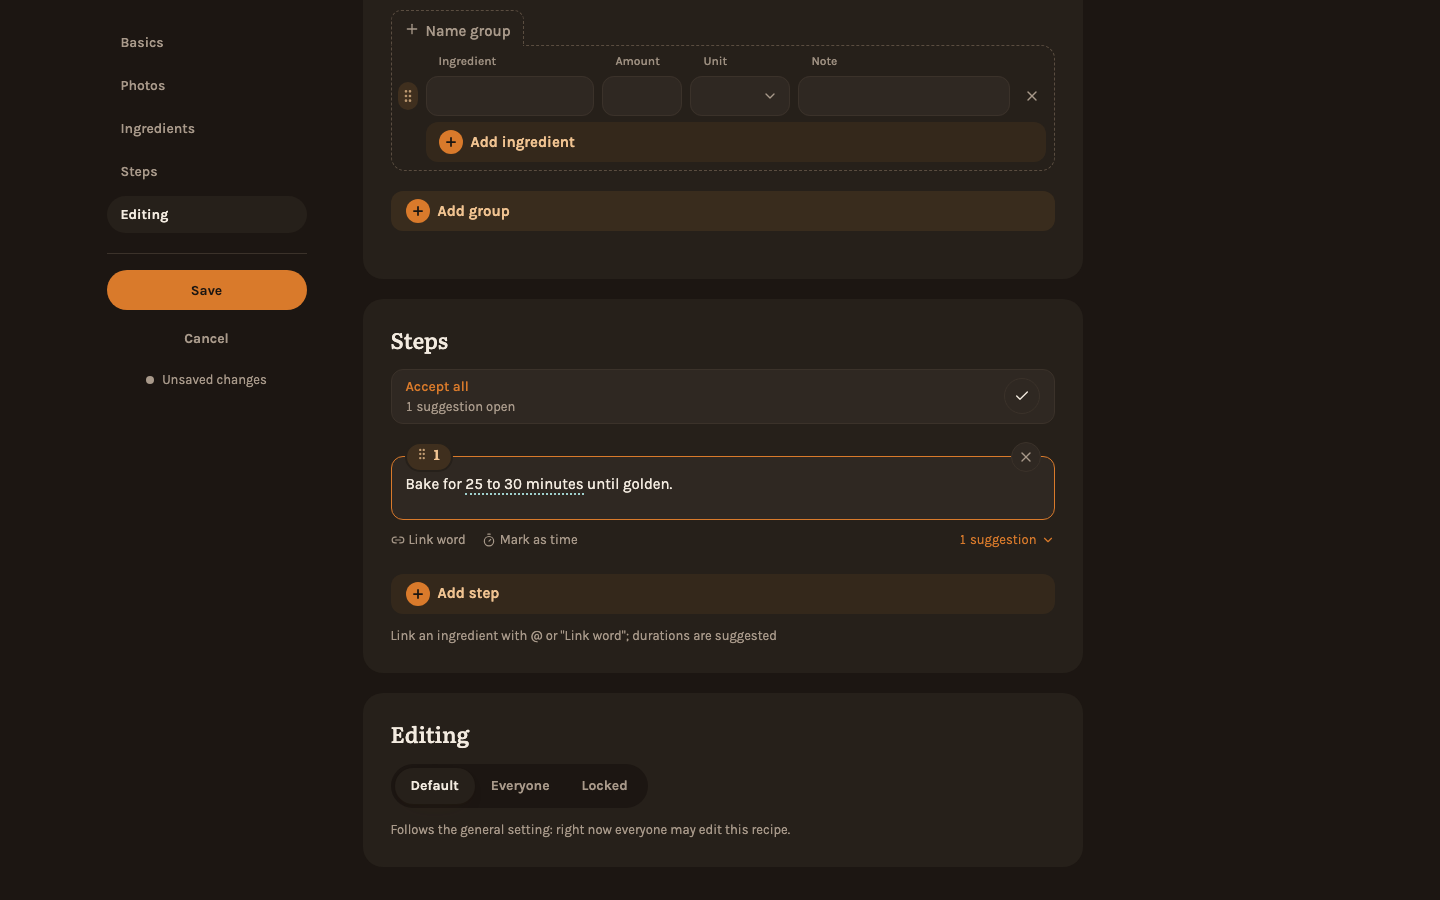 Basics
Photos
Ingredients
Steps
Editing
Save
Cancel
Unsaved changes
Name group
Ingredient Amount Unit Note
Add ingredient
Add group
Steps
Accept all
1 suggestion open
1
Bake for 25 to 30 minutes until golden.
Link word Mark as time 1 suggestion
Add step
Link an ingredient with @ or "Link word"; durations are suggested
Editing
Default Everyone Locked
Follows the general setting: right now everyone may edit this recipe.